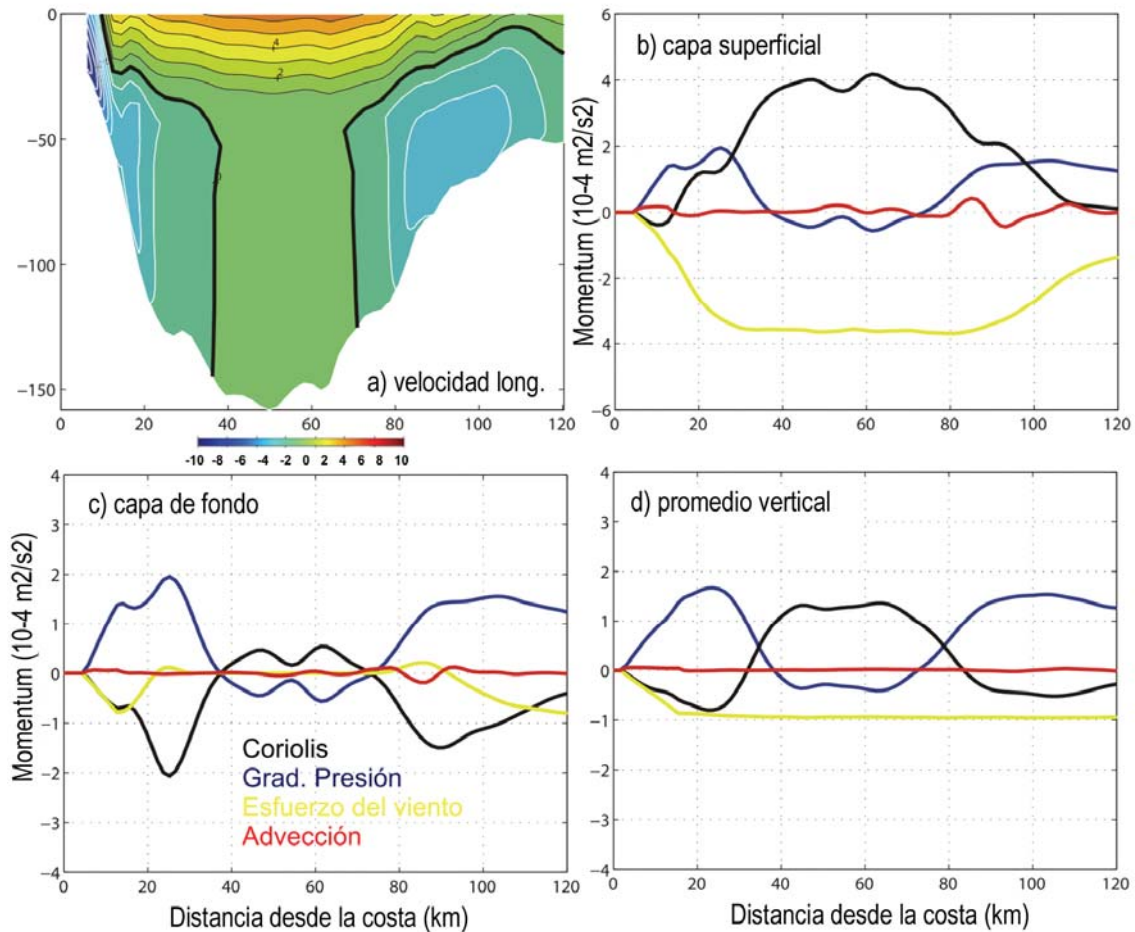 0
-50
-100
-150
0 20 40 60 80 100 120
4
2
0
a) velocidad long.
-10 -8 -6 -4 -2 0 2 4 6 8 10
b) capa superficial
Momentum (10-4 m2/s2)
6
4
2
0
-2
-4
-6
0 20 40 60 80 100 120
c) capa de fondo
Momentum (10-4 m2/s2)
4
3
2
1
0
-1
-2
-3
-4
Coriolis
Grad. Presión
Esfuerzo del viento
Advección
0 20 40 60 80 100 120
Distancia desde la costa (km)
d) promedio vertical
4
3
2
1
0
-1
-2
-3
-4
0 20 40 60 80 100 120
Distancia desde la costa (km)